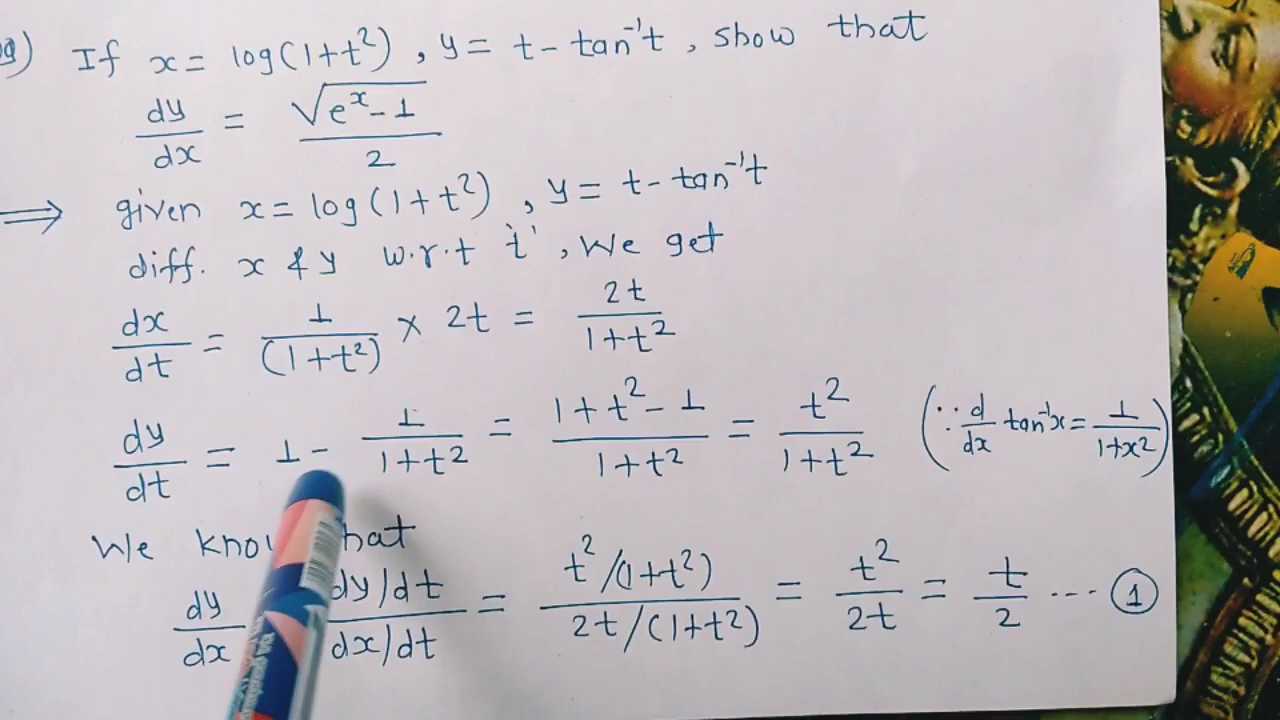 g) If x = log(1+t²), y = t - tan⁻¹t, show that
dy/dx = √(eˣ - 1)/2
⇒ given x = log(1+t²), y = t - tan⁻¹t
diff. x & y w.r.t 't', We get
dx/dt = 1/(1+t²) × 2t = 2t/(1+t²)
dy/dt = 1 - 1/(1+t²) = (1+t²-1)/(1+t²) = t²/(1+t²) (∵ d/dx tan⁻¹x = 1/(1+x²))
We that
dy/dx (dy/dt)/(dx/dt) = (t²/(1+t²))/(2t/(1+t²)) = t²/2t = t/2 ... ①